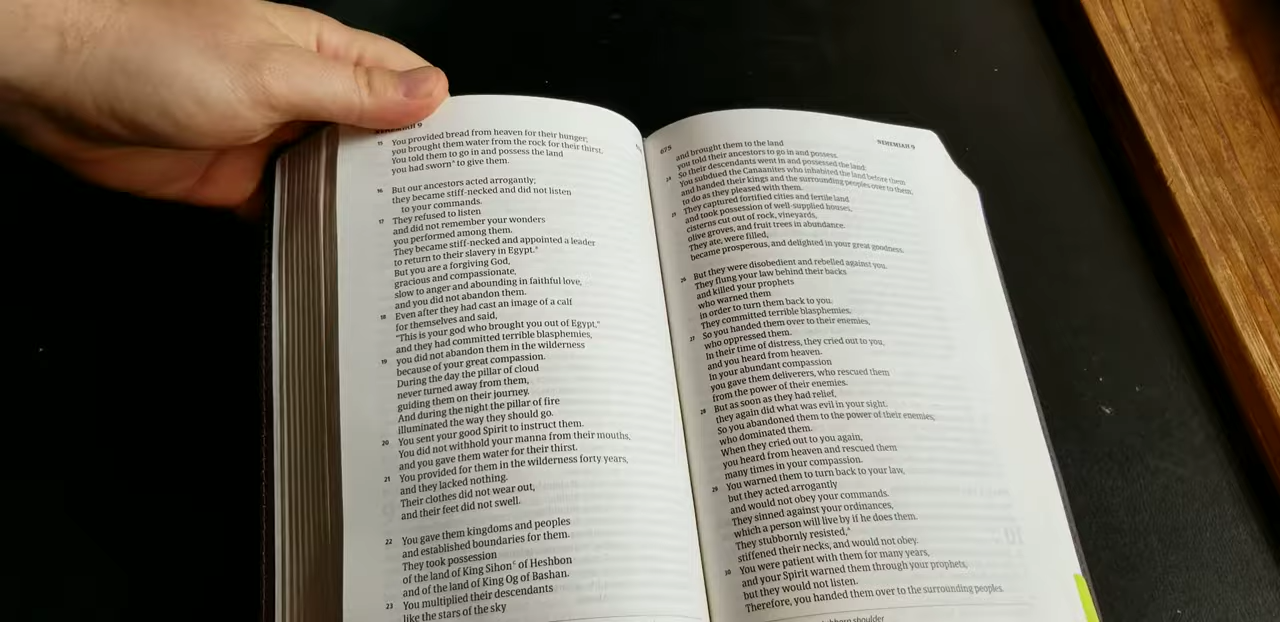 NEHEMIAH 9
15 You provided bread from heaven for their hunger;
you brought them water from the rock for their thirst.
You told them to go in and possess the land
you had sworn to give them.
16 But our ancestors acted arrogantly;
they became stiff-necked and did not listen
to your commands.
17 They refused to listen
and did not remember your wonders
you performed among them.
They became stiff-necked and appointed a leader
to return to their slavery in Egypt.
But you are a forgiving God,
gracious and compassionate,
slow to anger and abounding in faithful love,
and you did not abandon them.
18 Even after they had cast an image of a calf
for themselves and said,
"This is your god who brought you out of Egypt,"
and they had committed terrible blasphemies,
19 you did not abandon them in the wilderness
because of your great compassion.
During the day the pillar of cloud
never turned away from them,
guiding them on their journey.
And during the night the pillar of fire
illuminated the way they should go.
20 You sent your good Spirit to instruct them.
You did not withhold your manna from their mouths,
and you gave them water for their thirst.
21 You provided for them in the wilderness forty years,
and they lacked nothing.
Their clothes did not wear out,
and their feet did not swell.
22 You gave them kingdoms and peoples
and established boundaries for them.
They took possession
of the land of King Sihon of Heshbon
and of the land of King Og of Bashan.
23 You multiplied their descendants
like the stars of the sky
675 NEHEMIAH 9
and brought them to the land
you told their ancestors to go in and possess.
24 So their descendants went in and possessed the land:
You subdued the Canaanites who inhabited the land before them
and handed their kings and the surrounding peoples over to them,
to do as they pleased with them.
25 They captured fortified cities and fertile land
and took possession of well-supplied houses,
cisterns cut out of rock, vineyards,
olive groves, and fruit trees in abundance.
They ate, were filled,
became prosperous, and delighted in your great goodness.
26 But they were disobedient and rebelled against you.
They flung your law behind their backs
and killed your prophets
who warned them
in order to turn them back to you.
They committed terrible blasphemies.
27 So you handed them over to their enemies,
who oppressed them.
In their time of distress, they cried out to you,
and you heard from heaven.
In your abundant compassion
you gave them deliverers, who rescued them
from the power of their enemies.
28 But as soon as they had relief,
they again did what was evil in your sight.
So you abandoned them to the power of their enemies,
who dominated them.
When they cried out to you again,
you heard from heaven and rescued them
many times in your compassion.
29 You warned them to turn back to your law,
but they acted arrogantly
and would not obey your commands.
They sinned against your ordinances,
which a person will live by if he does them.
They stubbornly resisted,
stiffened their necks, and would not obey.
30 You were patient with them for many years,
and your Spirit warned them through your prophets,
but they would not listen.
Therefore, you handed them over to the surrounding peoples.
shoulder